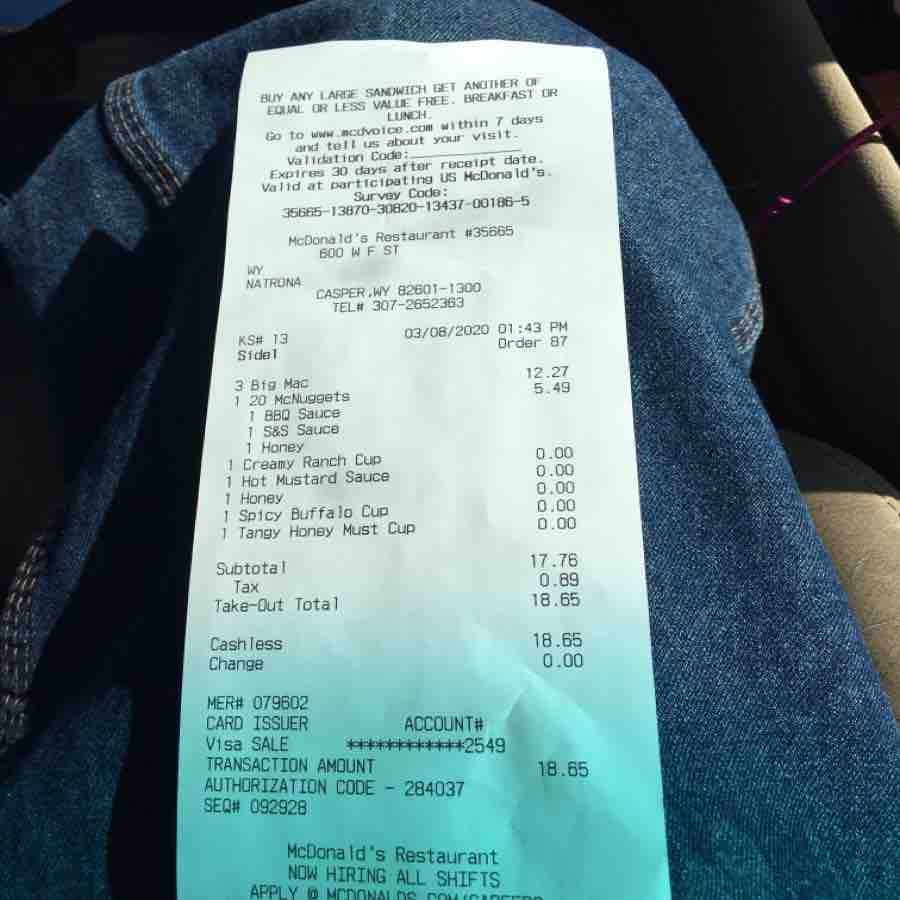 BUY ANY LARGE SANDWICH GET ANOTHER OF
EQUAL OR LESS VALUE FREE. BREAKFAST OR
LUNCH.
Go to www.mcdvoice.com within 7 days
and tell us about your visit.
Validation Code:____________
Expires 30 days after receipt date.
Valid at participating US McDonald's.
Survey Code:
35665-13870-30820-13437-00186-5
McDonald's Restaurant #35665
600 W F ST
WY
NATRONA
CASPER,WY 82601-1300
TEL# 307-2652363
KS# 13 03/08/2020 01:43 PM
Side1 Order 87
3 Big Mac 12.27
1 20 McNuggets 5.49
1 BBQ Sauce
1 S&S Sauce
1 Honey
1 Creamy Ranch Cup 0.00
1 Hot Mustard Sauce 0.00
1 Honey 0.00
1 Spicy Buffalo Cup 0.00
1 Tangy Honey Must Cup 0.00
Subtotal 17.76
Tax 0.89
Take-Out Total 18.65
Cashless 18.65
Change 0.00
MER# 079602
CARD ISSUER ACCOUNT#
Visa SALE ************2549
TRANSACTION AMOUNT 18.65
AUTHORIZATION CODE - 284037
SEQ# 092928
McDonald's Restaurant
NOW HIRING ALL SHIFTS
APPLY @ MCDONALDS.COM/CAREERS